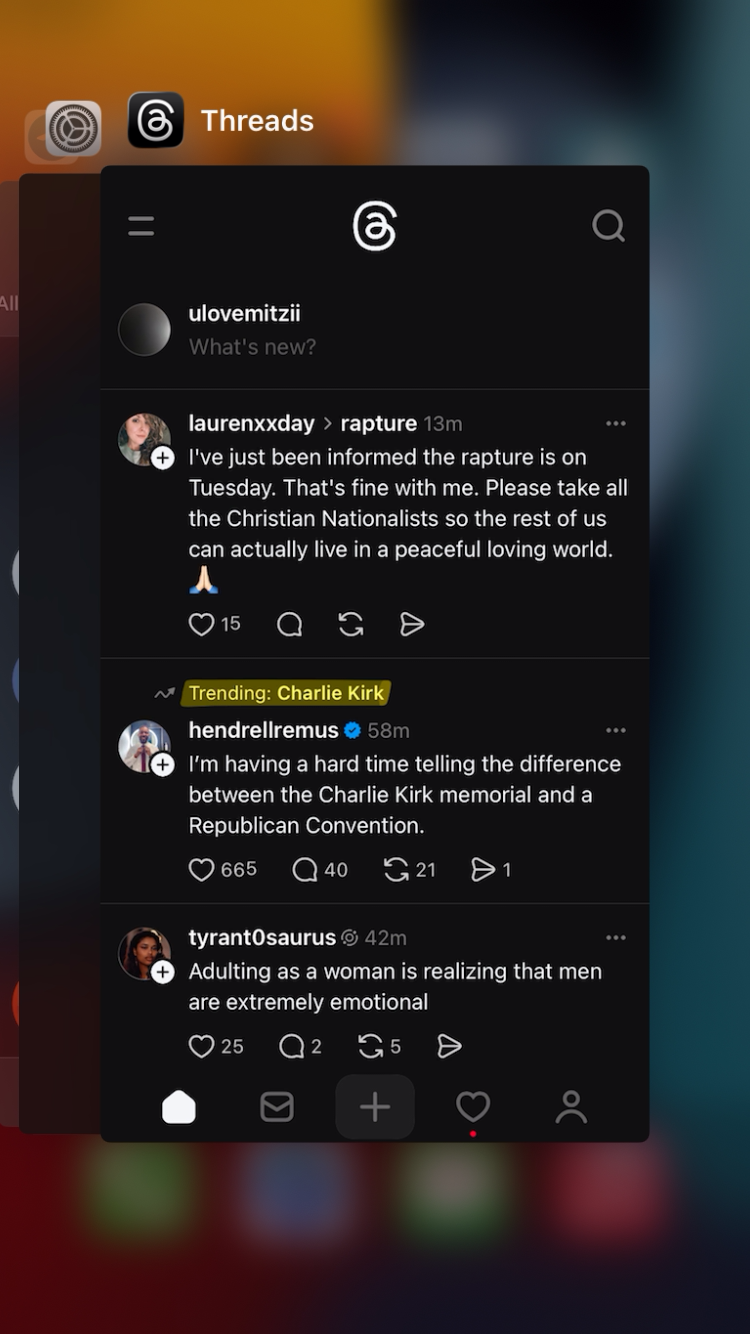 Threads
All
ulovemitzii
What's new?
laurenxxday > rapture 13m
I've just been informed the rapture is on
Tuesday. That's fine with me. Please take all
the Christian Nationalists so the rest of us
can actually live in a peaceful loving world.
🙏🏻
15
Trending: Charlie Kirk
hendrellremus 58m
I’m having a hard time telling the difference
between the Charlie Kirk memorial and a
Republican Convention.
665 40 21 1
tyrant0saurus 42m
Adulting as a woman is realizing that men
are extremely emotional
25 2 5